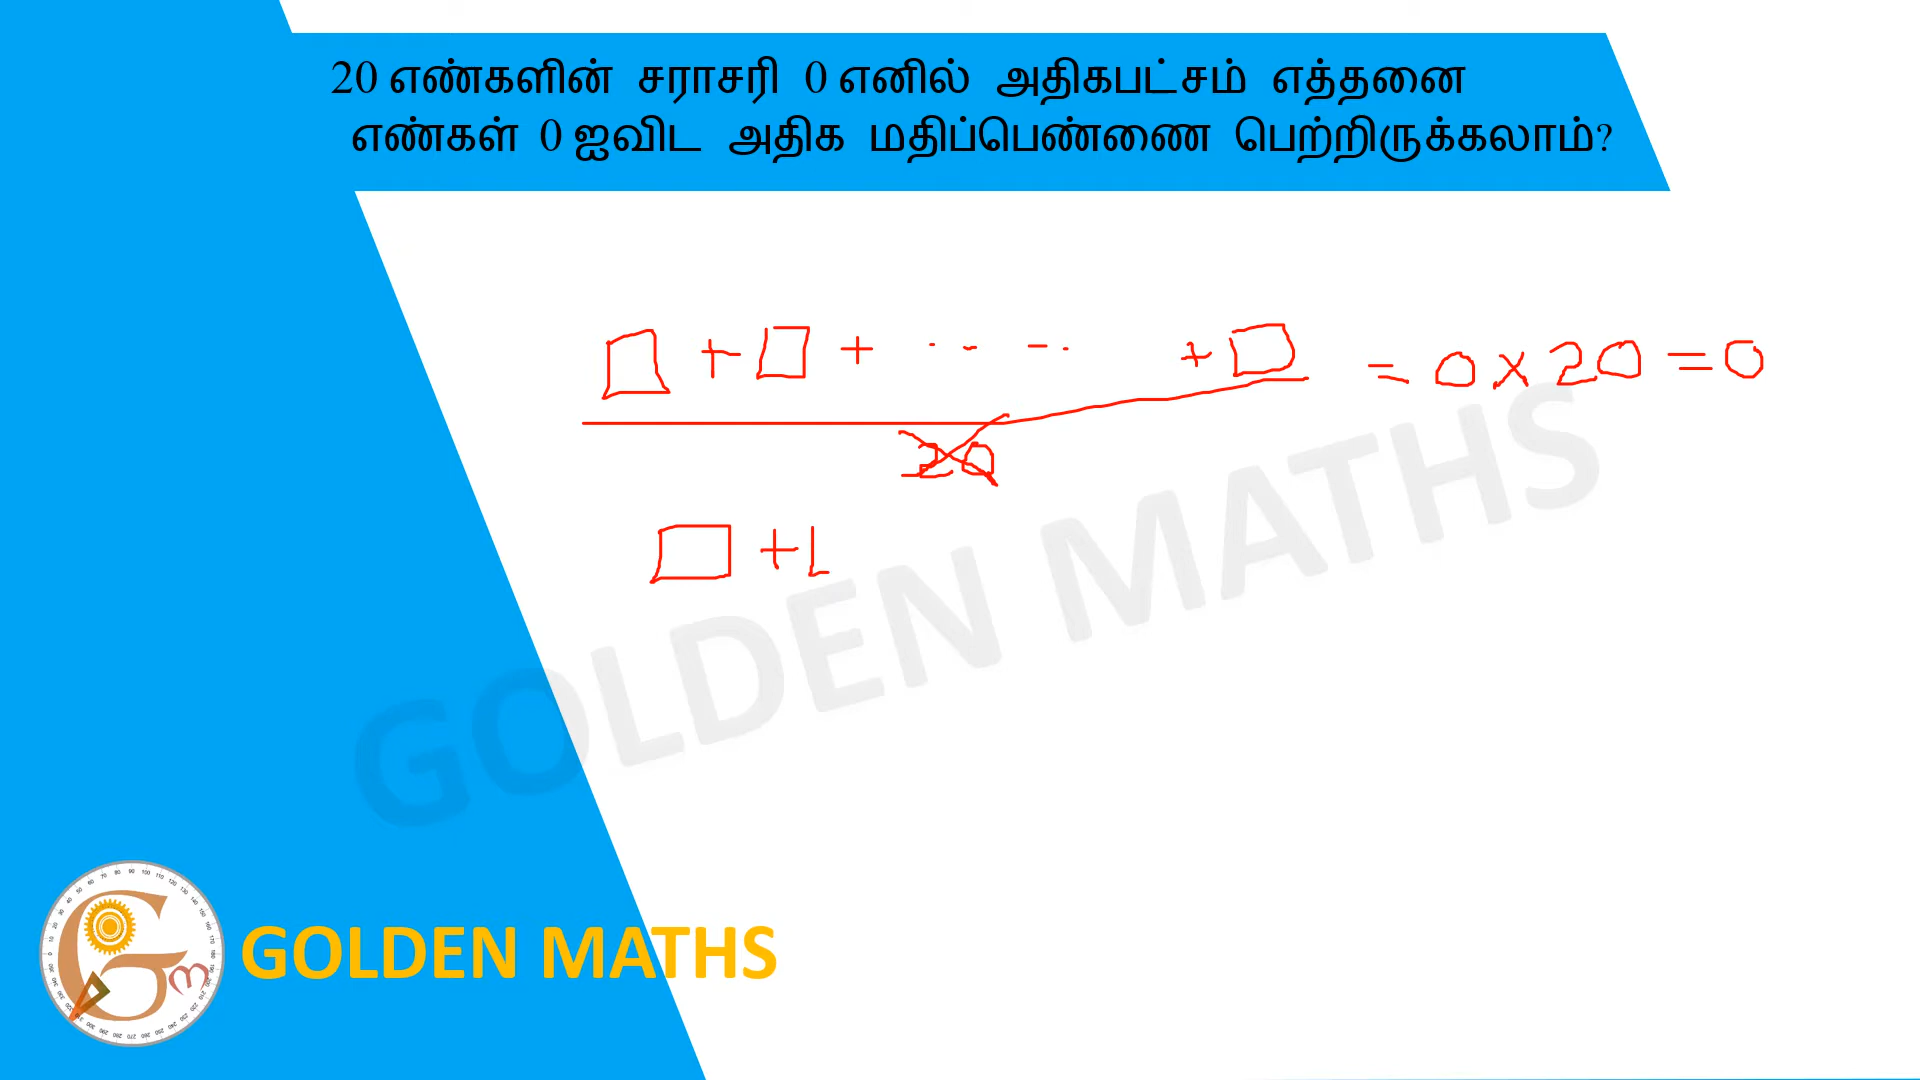 20 எண்களின் சராசரி 0 எனில் அதிகபட்சம் எத்தனை
எண்கள் 0 ஐவிட அதிக மதிப்பெண்ணை பெற்றிருக்கலாம்?
□ + □ + ..... + □ = 0 × 20 = 0
20
□ +
GOLDEN MATHS
GOLDEN MATHS